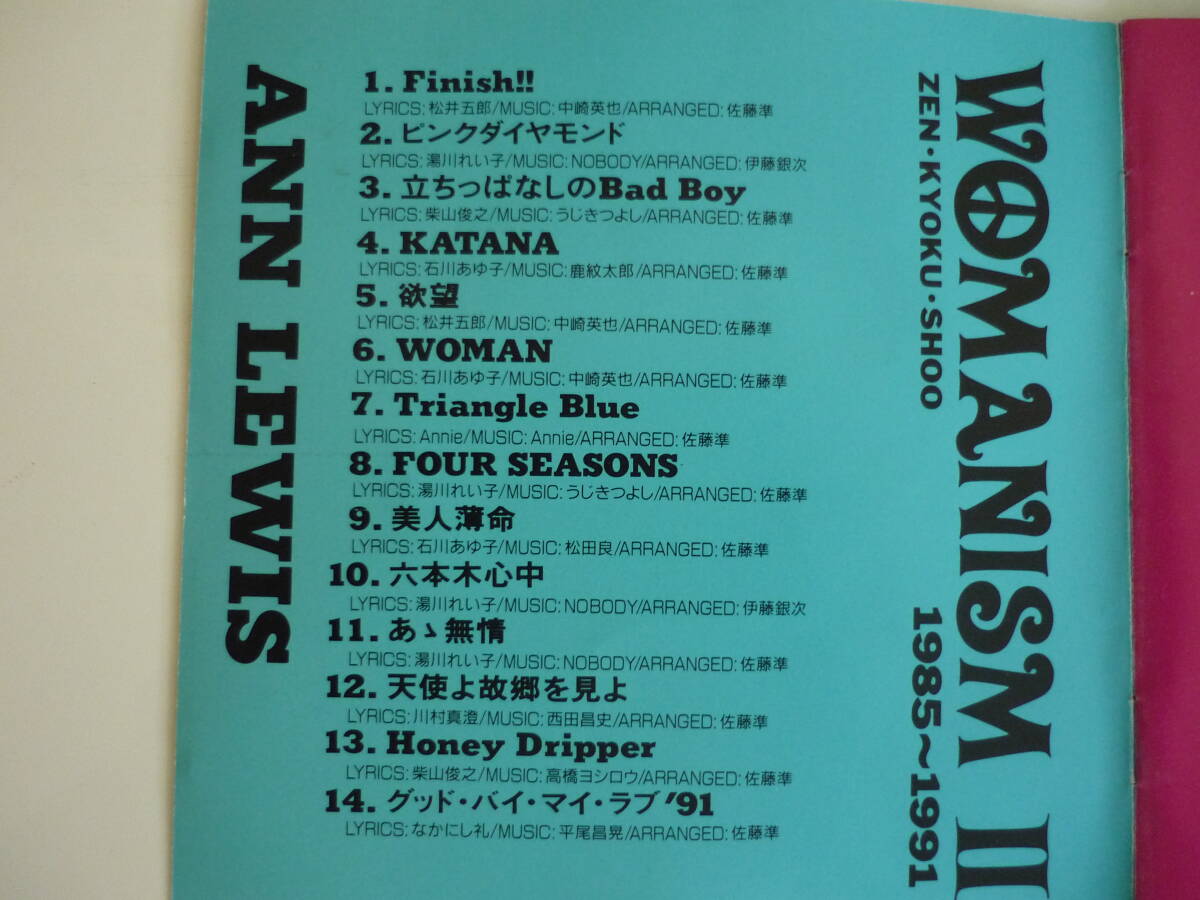 ANN LEWIS
1. Finish!!
LYRICS: 松井五郎/MUSIC: 中崎英也/ARRANGED: 佐藤準
2. ピンクダイヤモンド
LYRICS: 湯川れい子/MUSIC: NOBODY/ARRANGED: 伊藤銀次
3. 立ちっぱなしのBad Boy
LYRICS: 柴山俊之/MUSIC: うじきつよし/ARRANGED: 佐藤準
4. KATANA
LYRICS: 石川あゆ子/MUSIC: 鹿紋太郎/ARRANGED: 佐藤準
5. 欲望
LYRICS: 松井五郎/MUSIC: 中崎英也/ARRANGED: 佐藤準
6. WOMAN
LYRICS: 石川あゆ子/MUSIC: 中崎英也/ARRANGED: 佐藤準
7. Triangle Blue
LYRICS: Annie/MUSIC: Annie/ARRANGED: 佐藤準
8. FOUR SEASONS
LYRICS: 湯川れい子/MUSIC: うじきつよし/ARRANGED: 佐藤準
9. 美人薄命
LYRICS: 石川あゆ子/MUSIC: 松田良/ARRANGED: 佐藤準
10. 六本木心中
LYRICS: 湯川れい子/MUSIC: NOBODY/ARRANGED: 伊藤銀次
11. あゝ無情
LYRICS: 湯川れい子/MUSIC: NOBODY/ARRANGED: 佐藤準
12. 天使よ故郷を見よ
LYRICS: 川村真澄/MUSIC: 西田昌史/ARRANGED: 佐藤準
13. Honey Dripper
LYRICS: 柴山俊之/MUSIC: 高橋ヨシロウ/ARRANGED: 佐藤準
14. グッド・バイ・マイ・ラブ '91
LYRICS: なかにし礼/MUSIC: 平尾昌晃/ARRANGED: 佐藤準
WOMANISM II
ZEN・KYOKU・SHOO 1985~1991